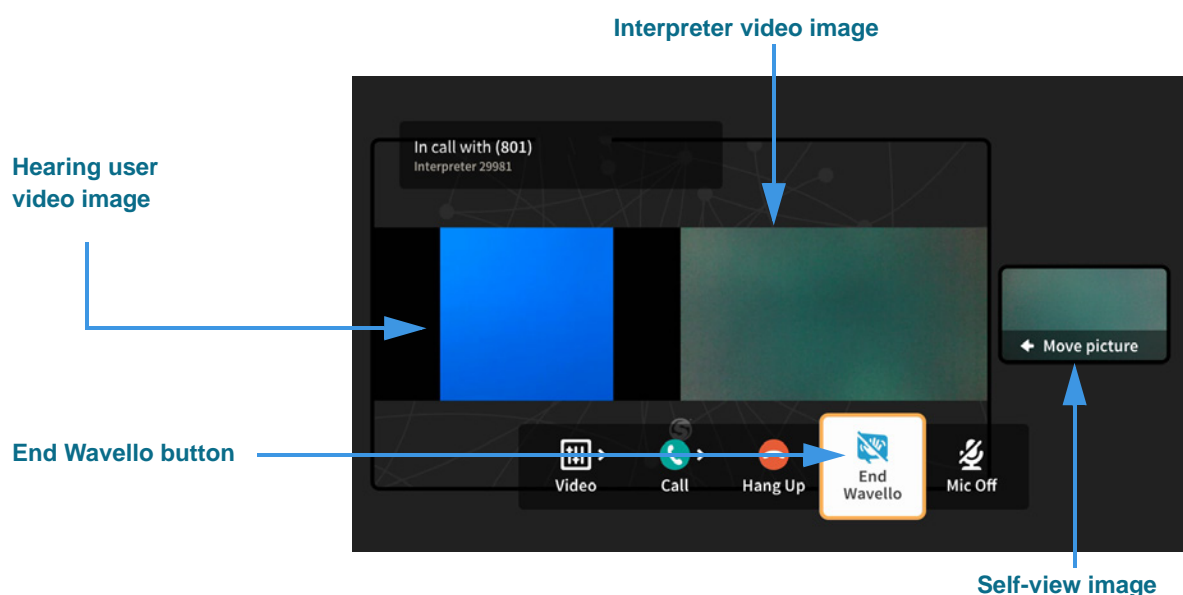 Interpreter video image
In call with (801)
Interpreter 29981
Hearing user
video image
Move picture
End Wavello button
Video
Call
Hang Up
End
Wavello
Mic Off
Self-view image